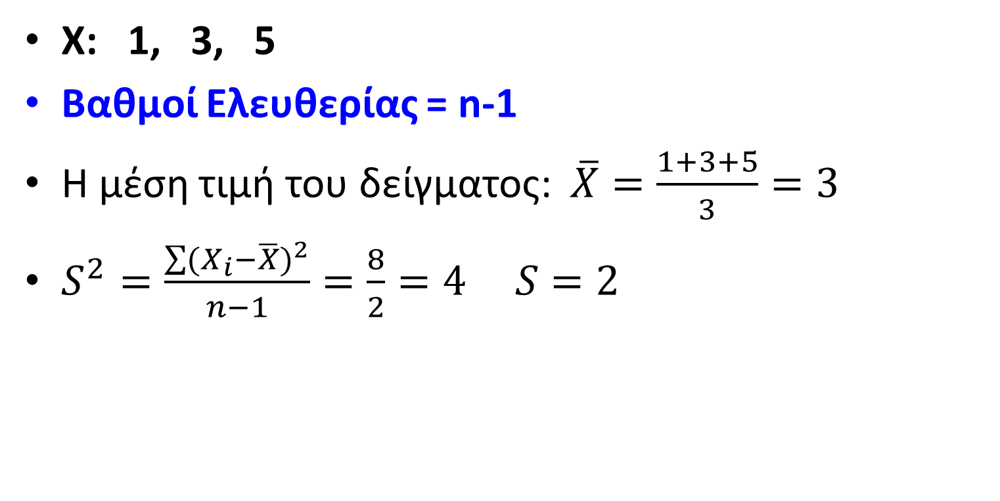 • X: 1, 3, 5
• Βαθμοί Ελευθερίας = n-1
• Η μέση τιμή του δείγματος: X̅ = (1+3+5)/3 = 3
• S² = ∑(Xᵢ−X̅)²/(n−1) = 8/2 = 4 S = 2